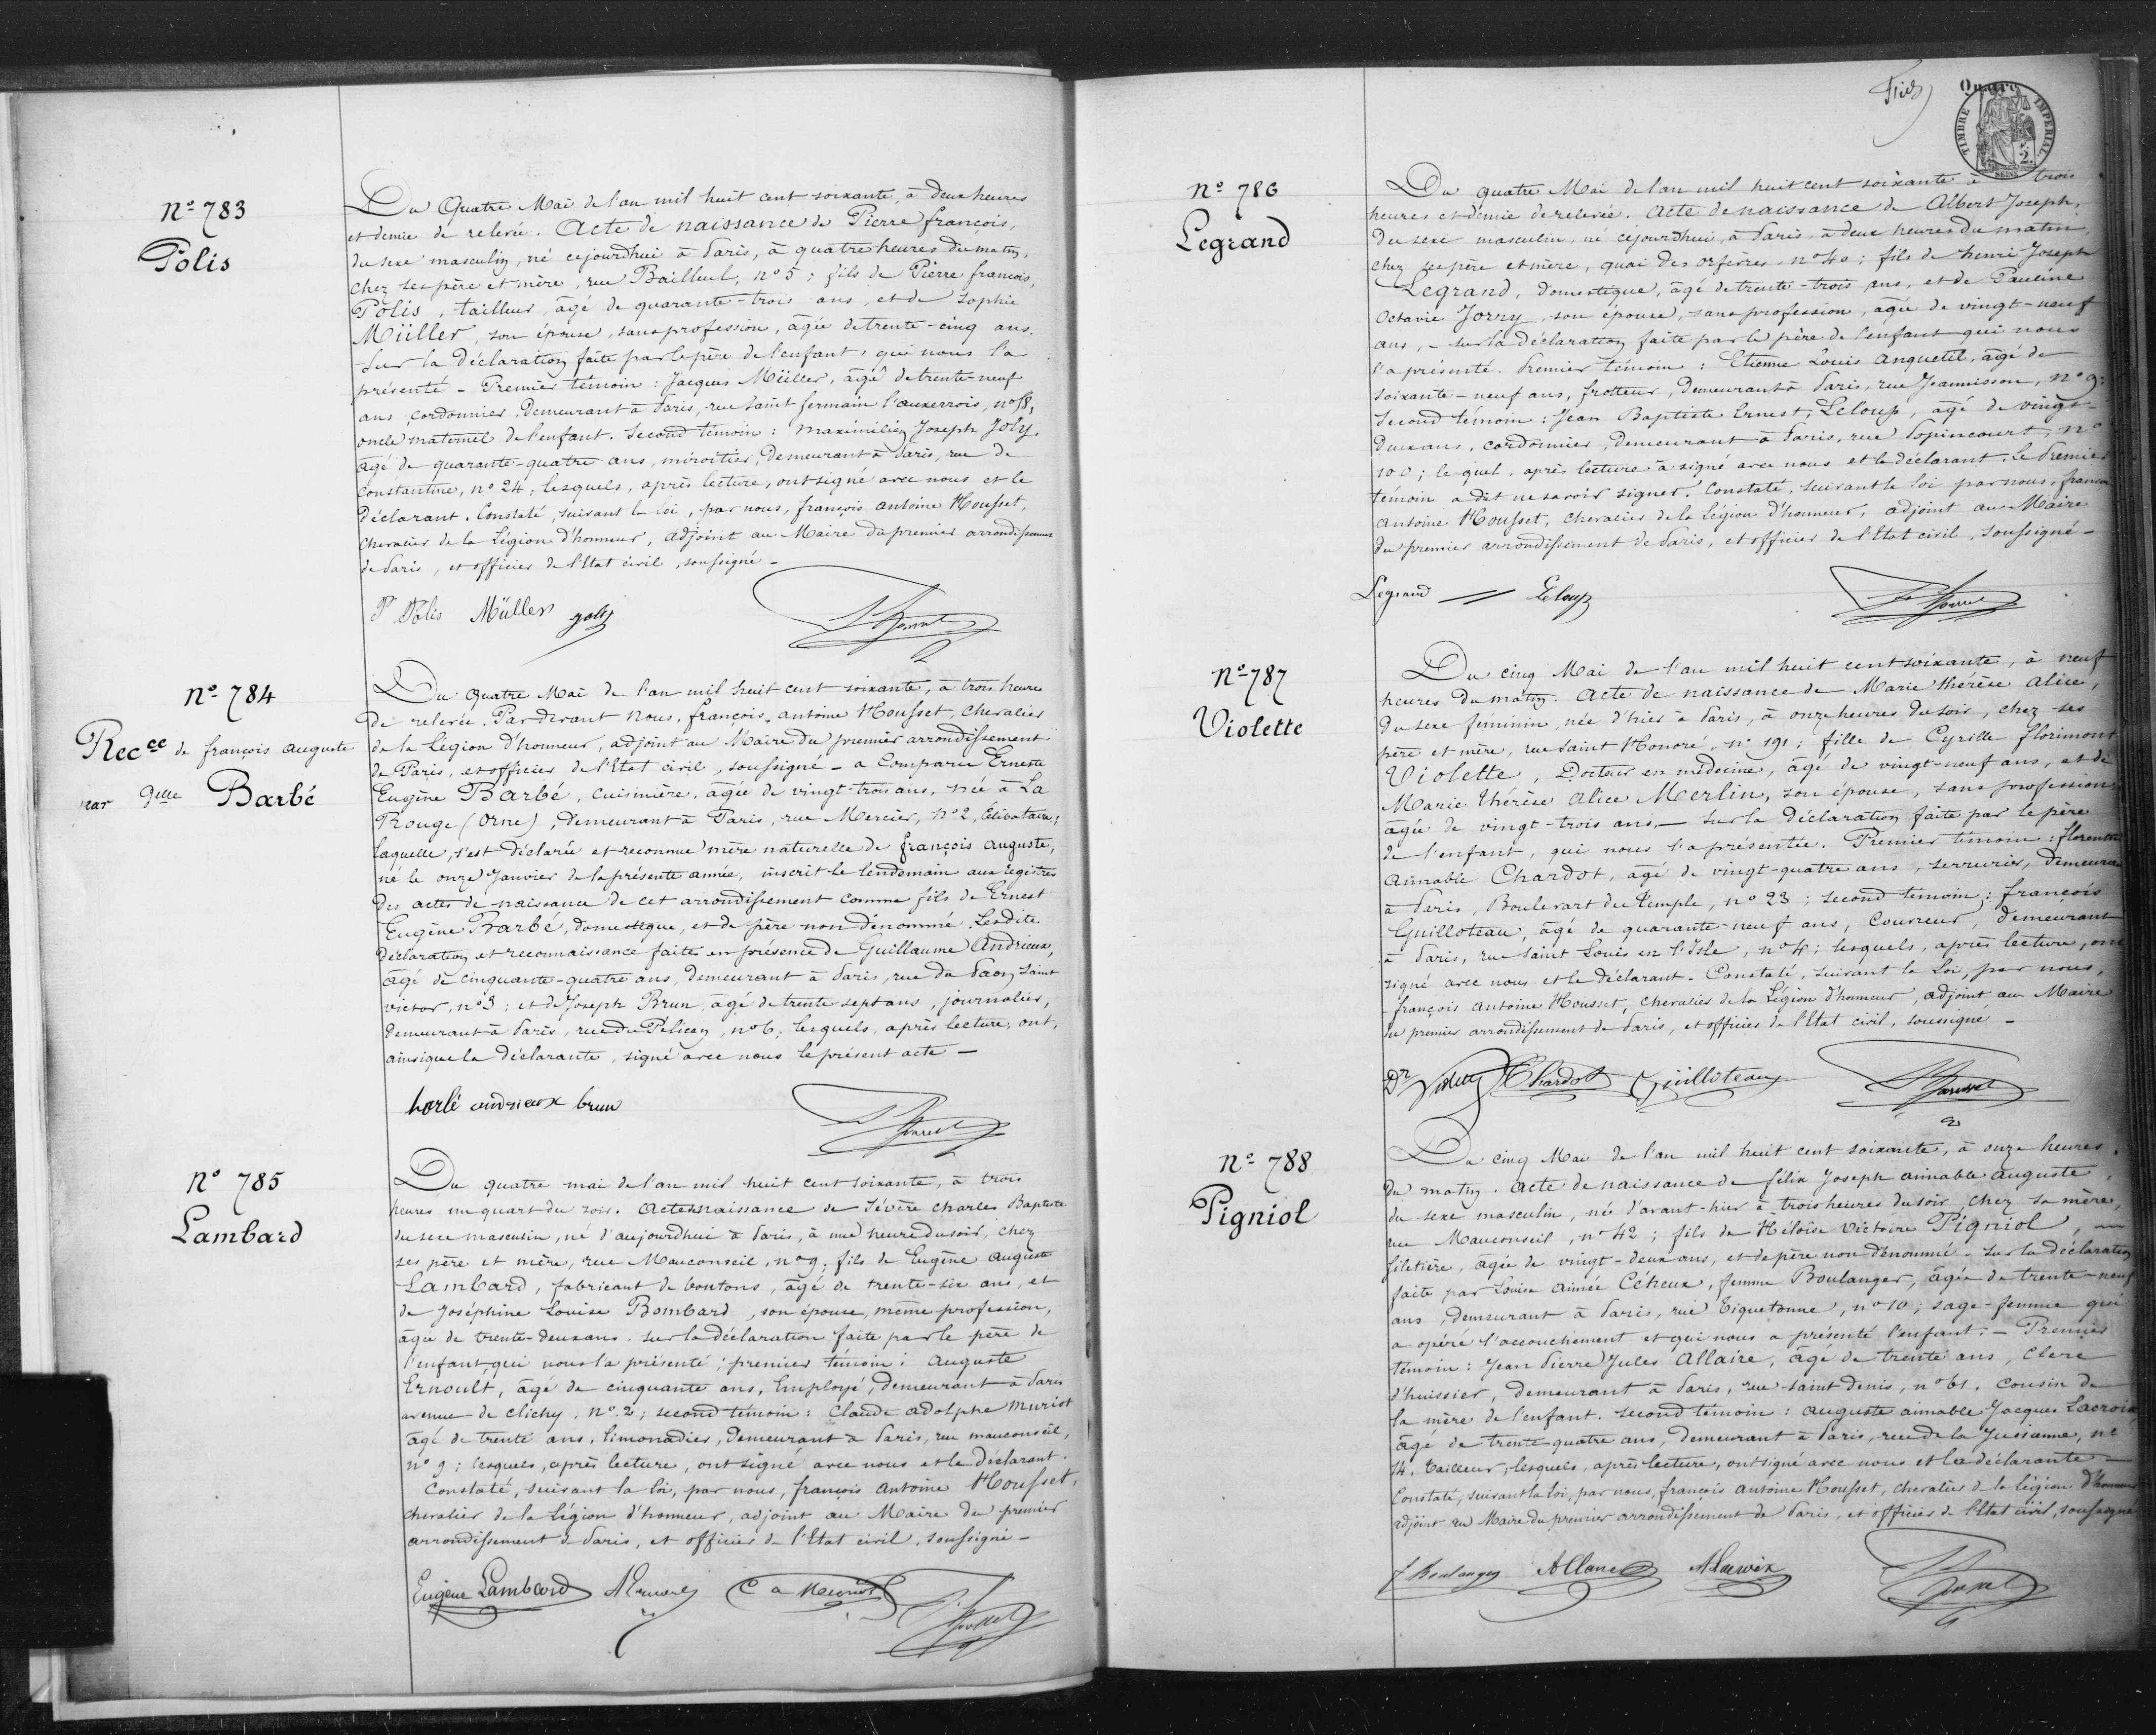 N° 783
Polis
Du Quatre Mai de l'an mil huit cent soixante, à deux heures
et demie de relevée. Acte de naissance de Pierre françois,
du sexe masculin, né cejourdhui à Paris, à quatre heures du matin,
chez ses père et mère, rue Bailleul, n° 5 ; fils de Pierre francois,
Polis, tailleur, âgé de quarante-trois ans, et de Sophie
Müller, son épouse, sans profession, âgée de trente-cinq ans.
Sur la déclaration faite par le père de l'enfant, qui nous l'a
présenté - Premier témoin : Jacques Müller, âgé de trente-neuf
ans, cordonnier, demeurant à Paris, rue Saint Germain l'auxerrois, n°
oncle maternel de l'enfant. Second témoin : Maximilien Joseph Joly,
âgé de quarante-quatre ans, miroitier, demeurant à Paris, rue de
Constantine, n° 24 ; lesquels, après lecture, ont signé avec nous et le
déclarant. Constaté, suivant la loi, par nous, françois antoine Housset,
Chevalier de la Légion d'honneur, adjoint au Maire du premier arrondissement
de Paris, et officier de l'Etat civil, soussigné -
P Polis Müller Joly
N° 784
Rec^ee de françois auguste
par D^elle Barbé
Du quatre Mai de l'an mil huit cent soixante, à trois heures
de relevée. Par devant Nous, françois, antoine Housset, chevalier
de la Légion d'honneur, adjoint au Maire du premier arrondissement
de Paris, et officier de l'Etat civil, soussigné - a Comparue Erneste
Eugène Barbé, cuisinière, âgée de vingt-trois ans, née à La
Rouge (Orne), demeurant à Paris, rue Mercier, N° 2, Célibataire ;
laquelle, s'est déclarée et reconnue mère naturelle de françois auguste,
né le onze Janvier de la présente année, inscrit le lendemain aux registres
des actes de naissance de cet arrondissement comme fils de Ernest
Eugène Barbé, domestique, et de père non dénommé. Lesdites
déclaration et reconnaissance faites en présence de Guillaume Andrieux,
âgé de cinquante-quatre ans, demeurant à Paris, rue du Paon Saint
victor, n° 3 ; et de Joseph Brun, âgé de trente-sept ans, journalier,
demeurant à Paris, rue du Pélican, n° 6 ; lesquels, après lecture, ont,
ainsi que la déclarante, signé avec nous le présent acte -
barbé andrieux brun
N° 785
Lambard
Du quatre mai de l'an mil huit cent soixante, à trois
heures un quart du soir. Acte de naissance de Sévère Charles Baptiste
du sexe masculin, né d'aujourdhui à Paris, à une heure du soir, chez
ses père et mère, rue Mauconseil, n° 9, fils de Eugène Auguste
Lambard, fabricant de boutons, âgé de trente-six ans, et
de Joséphine Louise Bombard, son épouse, même profession,
âgée de trente-deux ans. Sur la déclaration faite par le père de
l'enfant, qui nous l'a présenté ; premier témoin : Auguste
Ernoult, âgé de cinquante ans, Employé, demeurant à Paris
avenue de Clichy, n° 2 ; second témoin : Claude adolphe Murist
âgé de trente ans, limonadier, demeurant à Paris, rue mauconseil,
n° 9 ; lesquels, après lecture, ont signé avec nous et le déclarant.
Constaté, suivant la loi, par nous, françois Antoine Housset,
chevalier de la Légion d'honneur, adjoint au Maire du premier
arrondissement de Paris, et officier de l'Etat civil, soussigné -
Eugène Lambard
Quatre
TIMBRE IMPERIAL
2
SEINE
N° 786
Legrand
Du quatre Mai de l'an mil huit cent soixante à trois
heures et demie de relevée. Acte de naissance de Albert Joseph,
du sexe masculin, né cejourdhui, à Paris, à deux heures du matin,
chez ses père et mère, quai des orfèvres n° 40 ; fils de henri Joseph
Legrand, domestique, âgé de trente-trois ans, et de Pauline
Octavie Jorry, son épouse, sans profession, âgée de vingt-neuf
ans, - sur la déclaration faite par le père de l'enfant qui nous
l'a présenté. Premier témoin : Etienne Louis anquetil, âgé de
soixante-neuf ans, frotteur, demeurant à Paris, rue Jeannisson, n° 9 ;
Second témoin : Jean Baptiste Ernest, Leloup, âgé de vingt-
deux ans, cordonnier, demeurant à Paris, rue Popincourt, n°
100 ; lequel, après lecture à signé avec nous et le déclarant. Le Premier
témoin a dit ne savoir signer. Constaté, suivant la loi par nous, françois
Antoine Housset, chevalier de la Légion d'honneur, adjoint au Maire
du premier arrondissement de Paris, et officier de l'Etat civil, soussigné -
Legrand Leloup
N° 787
Violette
Du cinq Mai de l'an mil huit cent soixante, à neuf
heures du matin. Acte de naissance de Marie thérèse alice,
du sexe féminin, née d'hier à Paris, à onze heures du soir, chez ses
père et mère, rue Saint Honoré, n° 191 ; fille de Cyrille florimont
Violette, Docteur en médecine, âgé de vingt-neuf ans, et de
Marie thérèse alice Merlin, son épouse, sans profession,
âgée de vingt-trois ans, - Sur la déclaration faite par le père
de l'enfant, qui nous l'a présentée. Premier témoin : florentin
aimable Chardot, âgé de vingt-quatre ans, serrurier, demeurant
à Paris, Boulevart du Temple, n° 23 ; second témoin : françois
Guilloteau, âgé de quarante-neuf ans, Couvreur, demeurant
à Paris, rue Saint Louis en l'Isle, n° 4 ; lesquels, après lecture, ont
signé avec nous et le déclarant. Constaté, suivant la Loi, par nous,
françois Antoine Housset, chevalier de la Légion d'honneur, adjoint au Maire
du premier arrondissement de Paris, et officier de l'Etat civil, soussigné -
Dr Violette Chardot Guilloteau
N° 788
Pigniol
Du cinq Mai de l'an mil huit cent soixante, à onze heures
du matin. Acte de naissance de félix Joseph aimable auguste,
du sexe masculin, né d'avant-hier à trois heures du soir, chez sa mère,
rue Mauconseil, n° 42 ; fils de Héloïse Victoire Pigniol,
filetière, âgée de vingt-deux ans, et de père non dénommé. Sur la déclaration
faite par Louise aimée Céheux, femme Boulanger, âgée de trente-neuf
ans, demeurant à Paris, rue Tiquetonne, n° 10 ; sage-femme qui
a opéré l'accouchement et qui nous a présenté l'enfant ; - Premier
témoin : Jean Pierre Jules Allaire, âgé de trente ans, Clerc
d'huissier, demeurant à Paris, rue Saint Denis, n° 61. Cousin de
la mère de l'enfant. Second témoin : auguste aimable Jacques Lacroix
âgé de trente-quatre ans, demeurant à Paris, rue de la Jussienne, n°
14, Tailleur, lesquels, après lecture, ont signé avec nous et la déclarante -
Constaté, suivant la loi, par nous, françois antoine Housset, chevalier de la légion d'honneur
adjoint au Maire du premier arrondissement de Paris, et officier de l'Etat civil, soussigné
f Boulanger Allaire A Lacroix